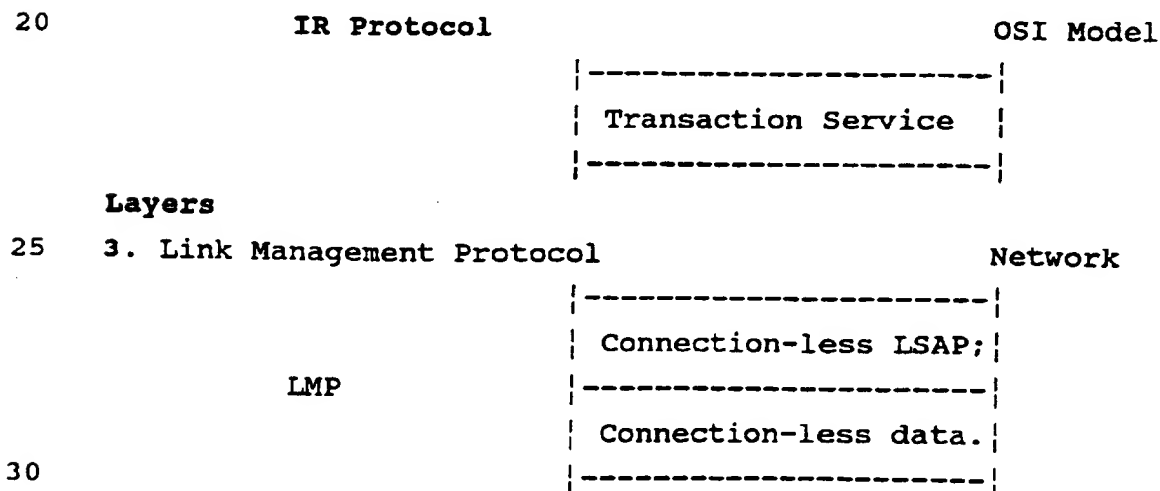 20 IR Protocol OSI Model
|-----------------------|
| Transaction Service |
|-----------------------|
Layers
25 3. Link Management Protocol Network
|-----------------------|
| Connection-less LSAP; |
LMP |-----------------------|
| Connection-less data. |
30 |-----------------------|